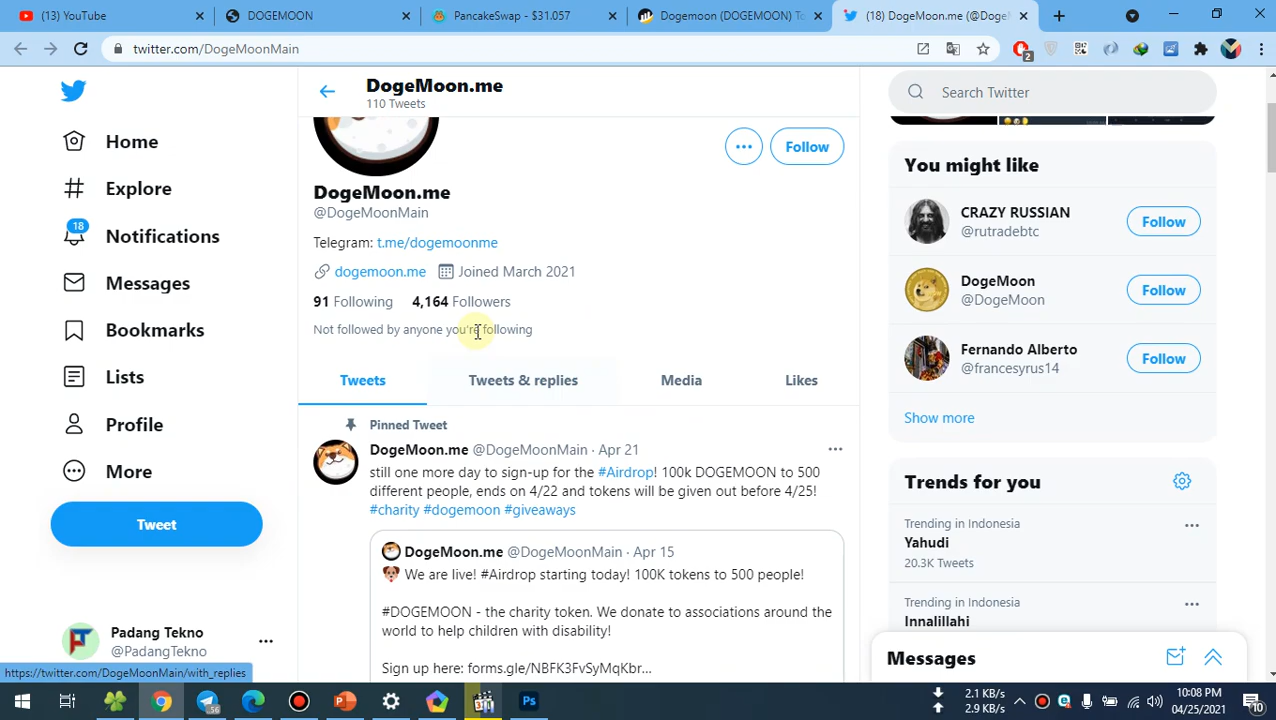 (13) YouTube
DOGEMOON
PancakeSwap - $31.057
Dogemoon (DOGEMOON) To
(18) DogeMoon.me (@Doge
twitter.com/DogeMoonMain
2
DogeMoon.me
110 Tweets
Search Twitter
Home
Explore
18
Notifications
Messages
Bookmarks
Lists
Profile
More
Tweet
Padang Tekno
@PadangTekno
Follow
DogeMoon.me
@DogeMoonMain
Telegram: t.me/dogemoonme
dogemoon.me Joined March 2021
91 Following 4,164 Followers
Not followed by anyone you're following
Tweets Tweets & replies Media Likes
Pinned Tweet
DogeMoon.me @DogeMoonMain · Apr 21
still one more day to sign-up for the #Airdrop! 100k DOGEMOON to 500
different people, ends on 4/22 and tokens will be given out before 4/25!
#charity #dogemoon #giveaways
DogeMoon.me @DogeMoonMain · Apr 15
We are live! #Airdrop starting today! 100K tokens to 500 people!
#DOGEMOON - the charity token. We donate to associations around the
world to help children with disability!
Sign up here: forms.gle/NBFK3FvSyMqKbr...
You might like
CRAZY RUSSIAN
@rutradebtc
Follow
DogeMoon
@DogeMoon
Follow
Fernando Alberto
@francesyrus14
Follow
Show more
Trends for you
Trending in Indonesia
Yahudi
20.3K Tweets
Trending in Indonesia
Innalillahi
Messages
https://twitter.com/DogeMoonMain/with_replies
56
2.1 KB/s
2.9 KB/s
10:08 PM
04/25/2021
10